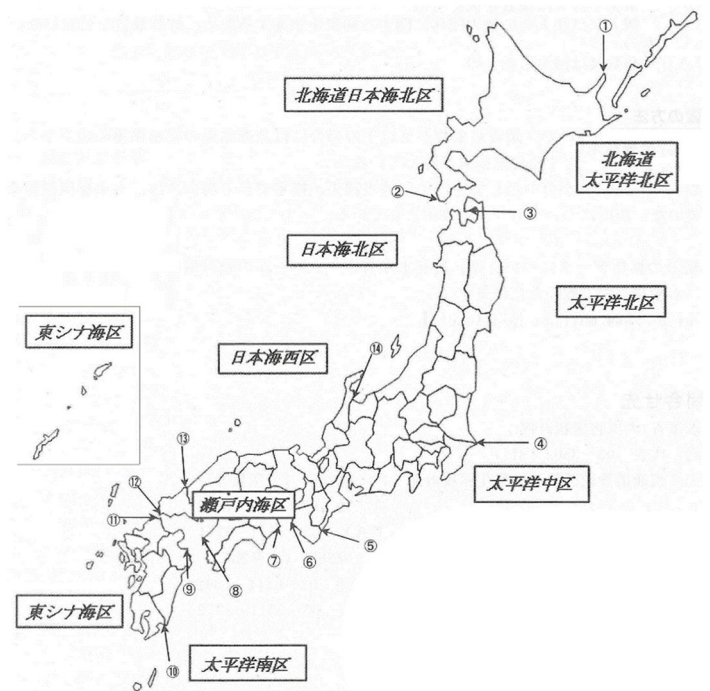 ①
北海道日本海北区
北海道
太平洋北区
②
③
日本海北区
太平洋北区
東シナ海区
日本海西区
⑭
④
⑬
太平洋中区
⑫
瀬戸内海区
⑪
⑤
⑦
⑥
⑨
⑧
東シナ海区
⑩
太平洋南区